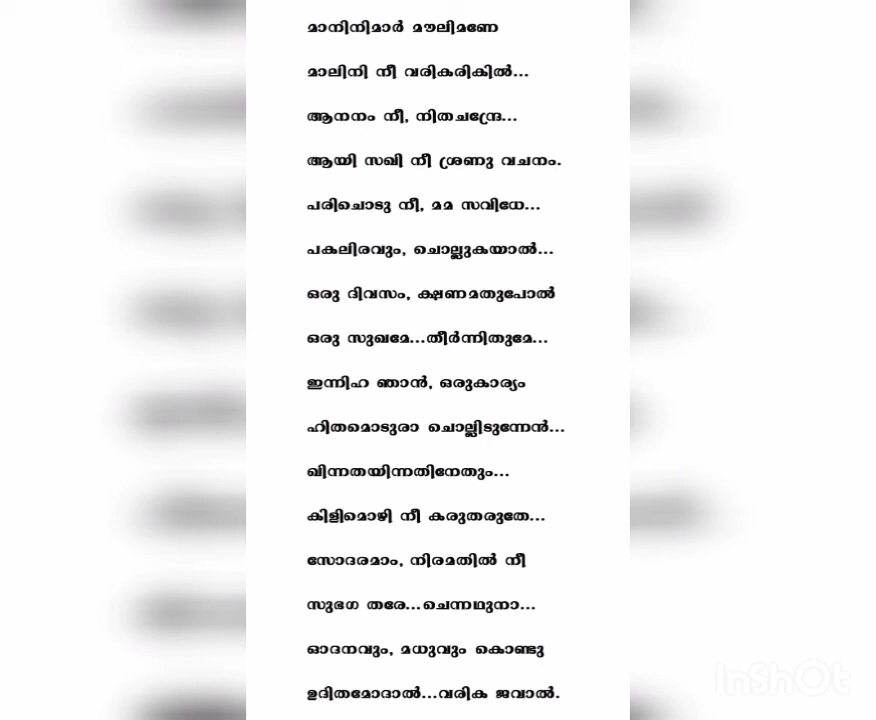 മാനിനിമാർ മൗലിമണേ
മാലിനി നീ വരികരികിൽ...
ആനനം നീ, നിതചന്ദ്രേ...
ആയി സഖി നീ ശ്രണു വചനം.
പരിചൊടു നീ, മമ സവിധേ...
പകലിരവും, ചൊല്ലുകയാൽ...
ഒരു ദിവസം, ക്ഷണമതുപോൽ
ഒരു സുഖമേ...തീർന്നിതുമേ...
ഇന്നിഹ ഞാൻ, ഒരുകാര്യം
ഹിതമൊടുരാ ചൊല്ലിടുന്നേൻ...
ഖിന്നതയിന്നതിനേതും...
കിളിമൊഴി നീ കരുതരുതേ...
സോദരമാം, നിരമതിൽ നീ
സുഭഗ തരേ...ചെന്നഥുനാ...
ഓദനവും, മധുവും കൊണ്ടു
ഉദിതമോദാൽ...വരിക ജവാൽ.
InShOt